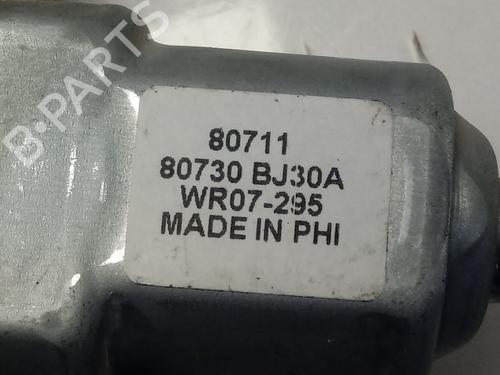 B-PARTS
80711
80730 BJ30A
WR07-295
MADE IN PHI